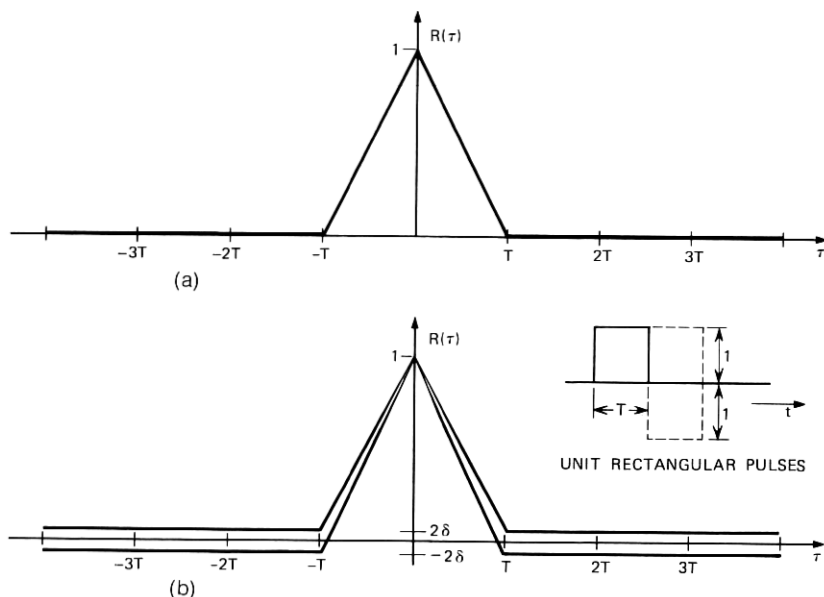 R(τ)
1
-3T -2T -T T 2T 3T τ
(a)
R(τ)
1
1
T
1
t
UNIT RECTANGULAR PULSES
2δ
-2δ
-3T -2T -T T 2T 3T τ
(b)